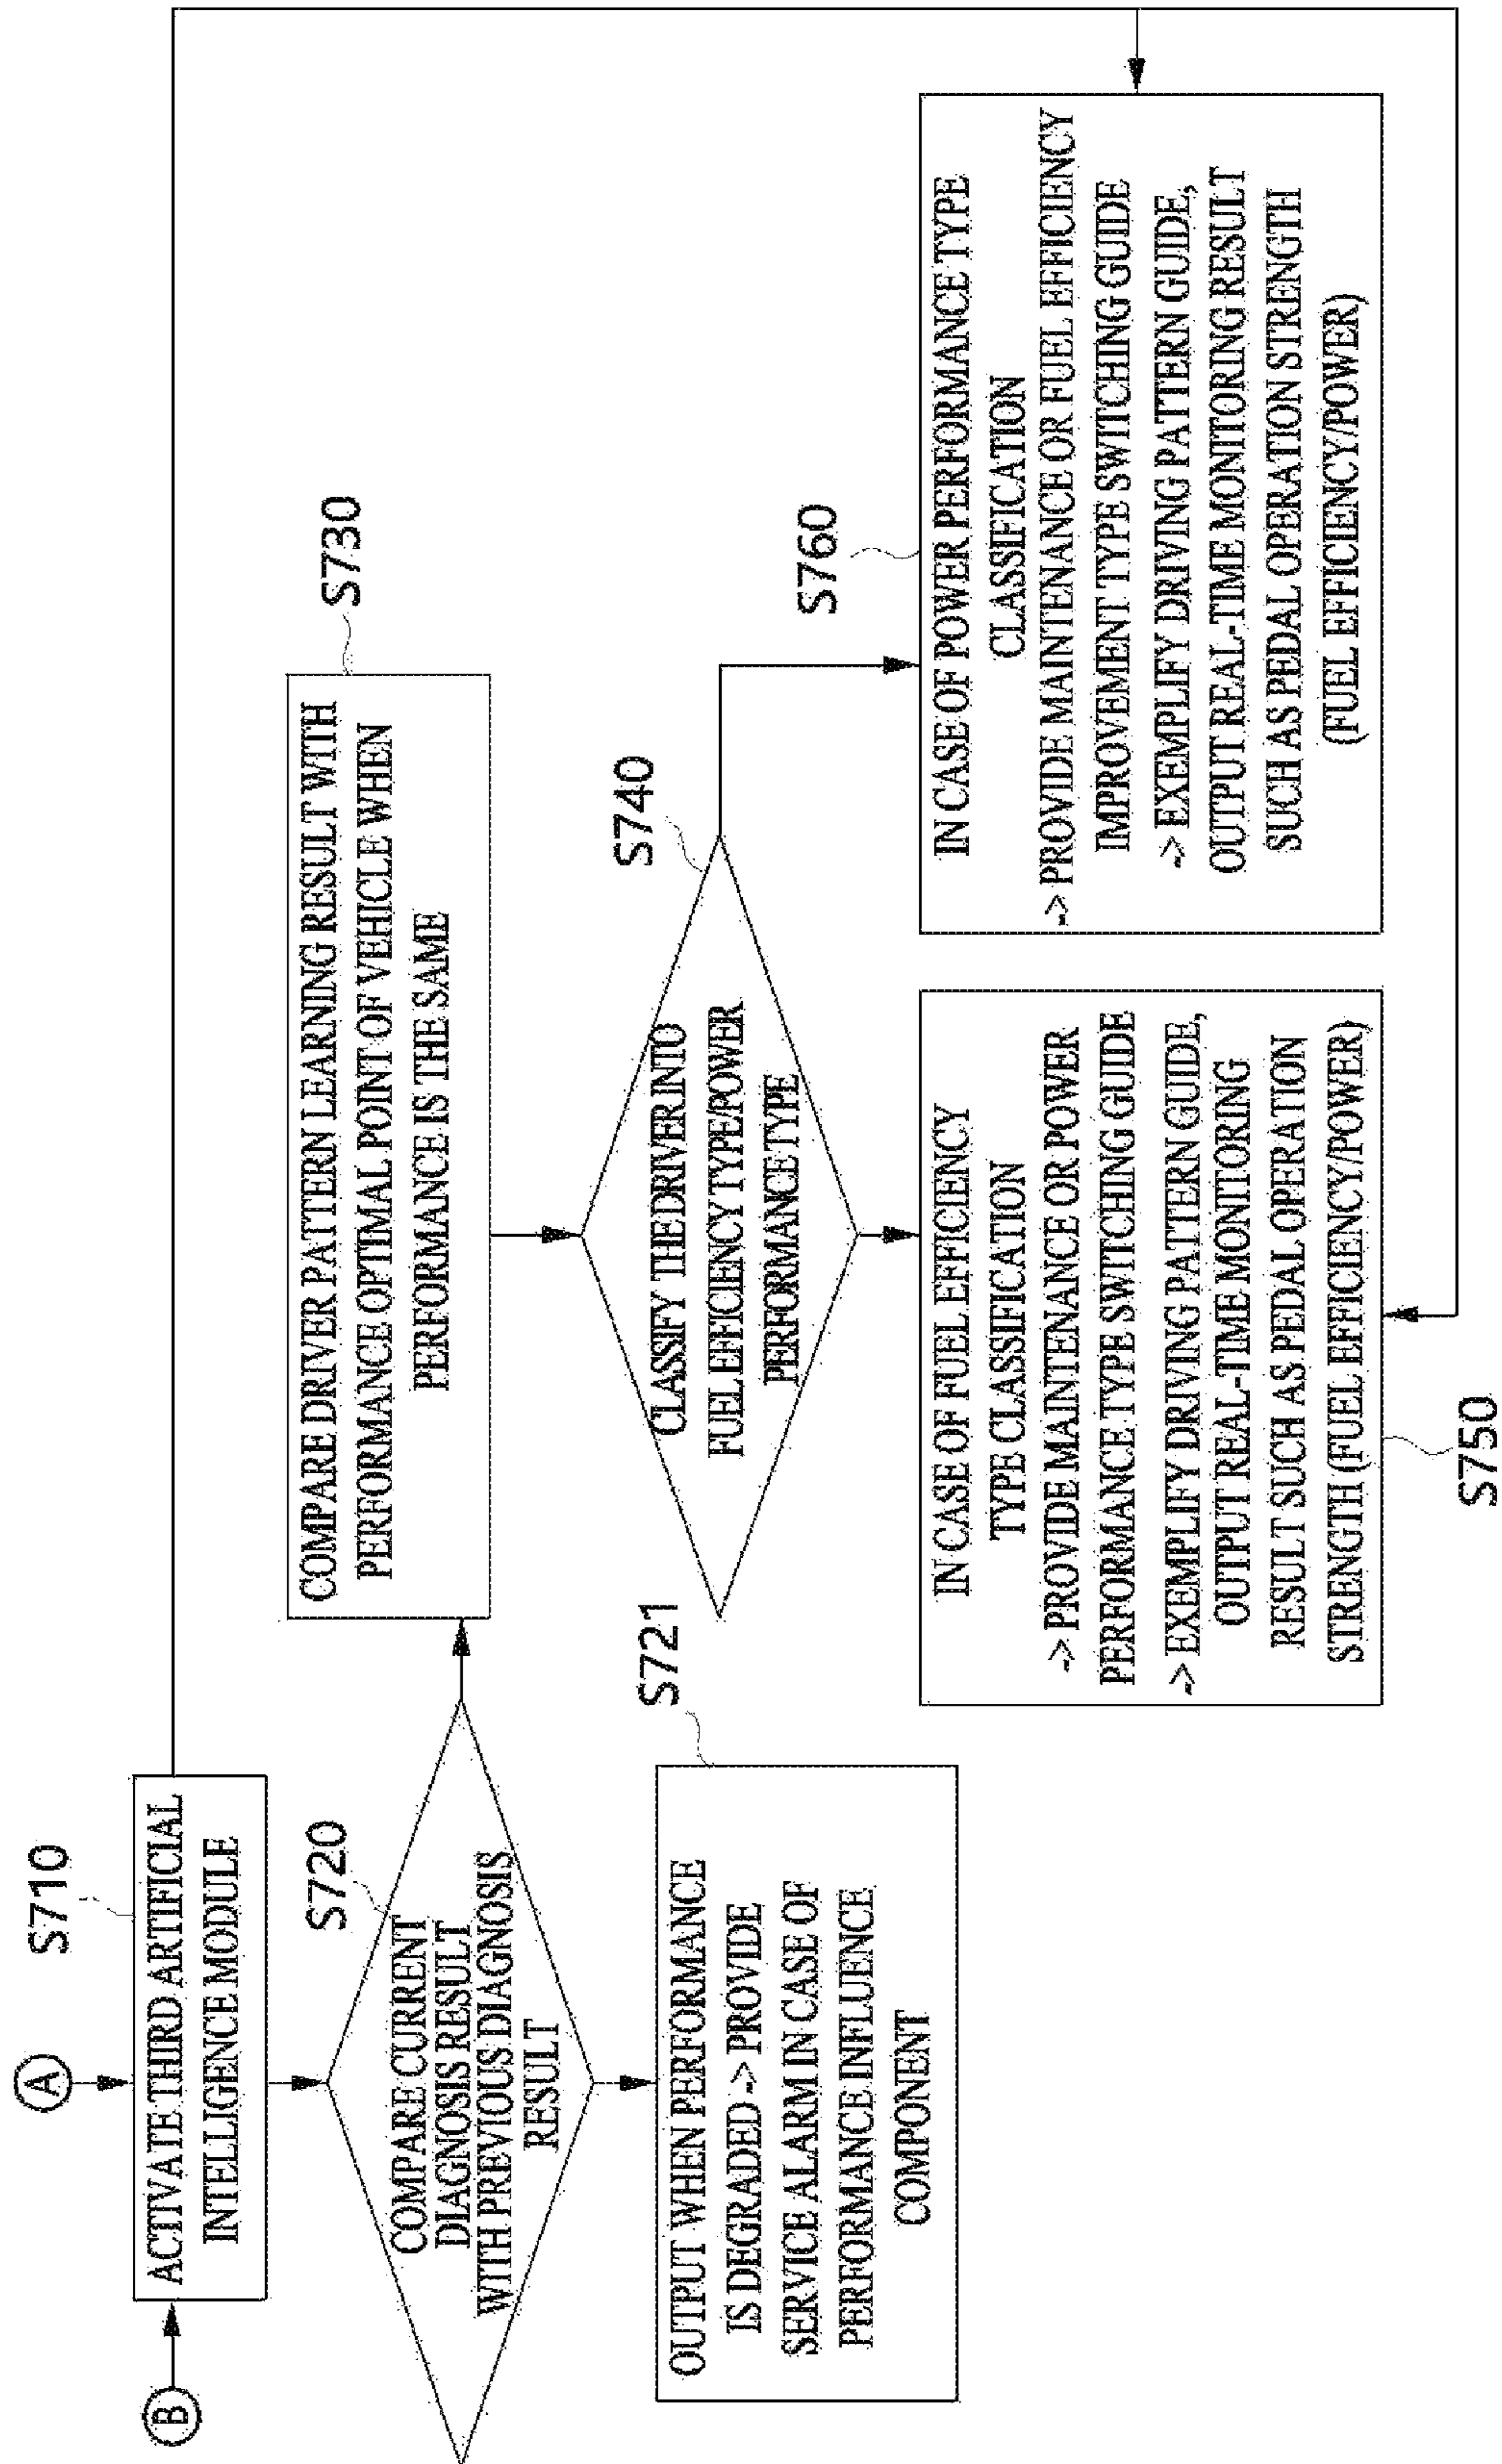 A
B
S710
ACTIVATE THIRD ARTIFICIAL
INTELLIGENCE MODULE
S720
COMPARE CURRENT
DIAGNOSIS RESULT
WITH PREVIOUS DIAGNOSIS
RESULT
S721
OUTPUT WHEN PERFORMANCE
IS DEGRADED -> PROVIDE
SERVICE ALARM IN CASE OF
PERFORMANCE INFLUENCE
COMPONENT
S730
COMPARE DRIVER PATTERN LEARNING RESULT WITH
PERFORMANCE OPTIMAL POINT OF VEHICLE WHEN
PERFORMANCE IS THE SAME
S740
CLASSIFY THE DRIVER INTO
FUEL EFFICIENCY TYPE/POWER
PERFORMANCE TYPE
IN CASE OF FUEL EFFICIENCY
TYPE CLASSIFICATION
-> PROVIDE MAINTENANCE OR POWER
PERFORMANCE TYPE SWITCHING GUIDE
-> EXEMPLIFY DRIVING PATTERN GUIDE,
OUTPUT REAL-TIME MONITORING
RESULT SUCH AS PEDAL OPERATION
STRENGTH (FUEL EFFICIENCY/POWER)
S750
S760
IN CASE OF POWER PERFORMANCE TYPE
CLASSIFICATION
-> PROVIDE MAINTENANCE OR FUEL EFFICIENCY
IMPROVEMENT TYPE SWITCHING GUIDE
-> EXEMPLIFY DRIVING PATTERN GUIDE,
OUTPUT REAL-TIME MONITORING RESULT
SUCH AS PEDAL OPERATION STRENGTH
(FUEL EFFICIENCY/POWER)